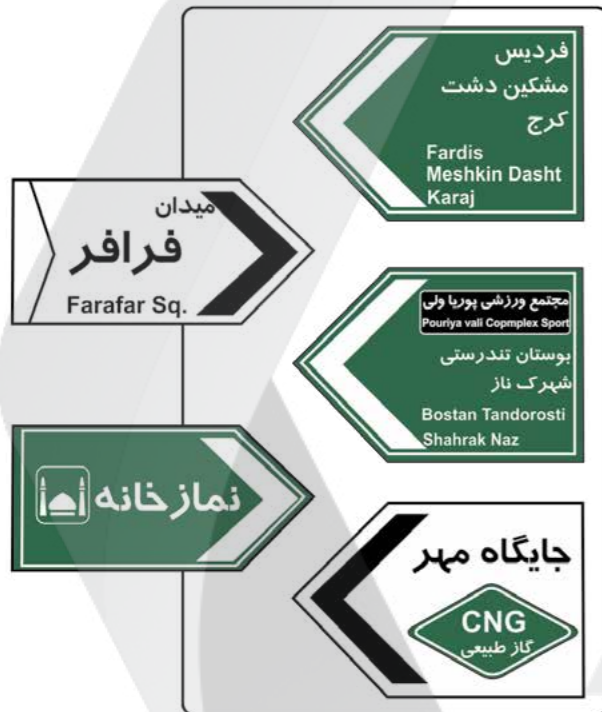 فردیس
مشکین دشت
کرج
Fardis
Meshkin Dasht
Karaj
میدان
فرافر
Farafar Sq.
مجتمع ورزشی پوریا ولی
Pouriya vali Copmplex Sport
بوستان تندرستی
شهرک ناز
Bostan Tandorosti
Shahrak Naz
نمازخانه
جایگاه مهر
CNG
گاز طبیعی